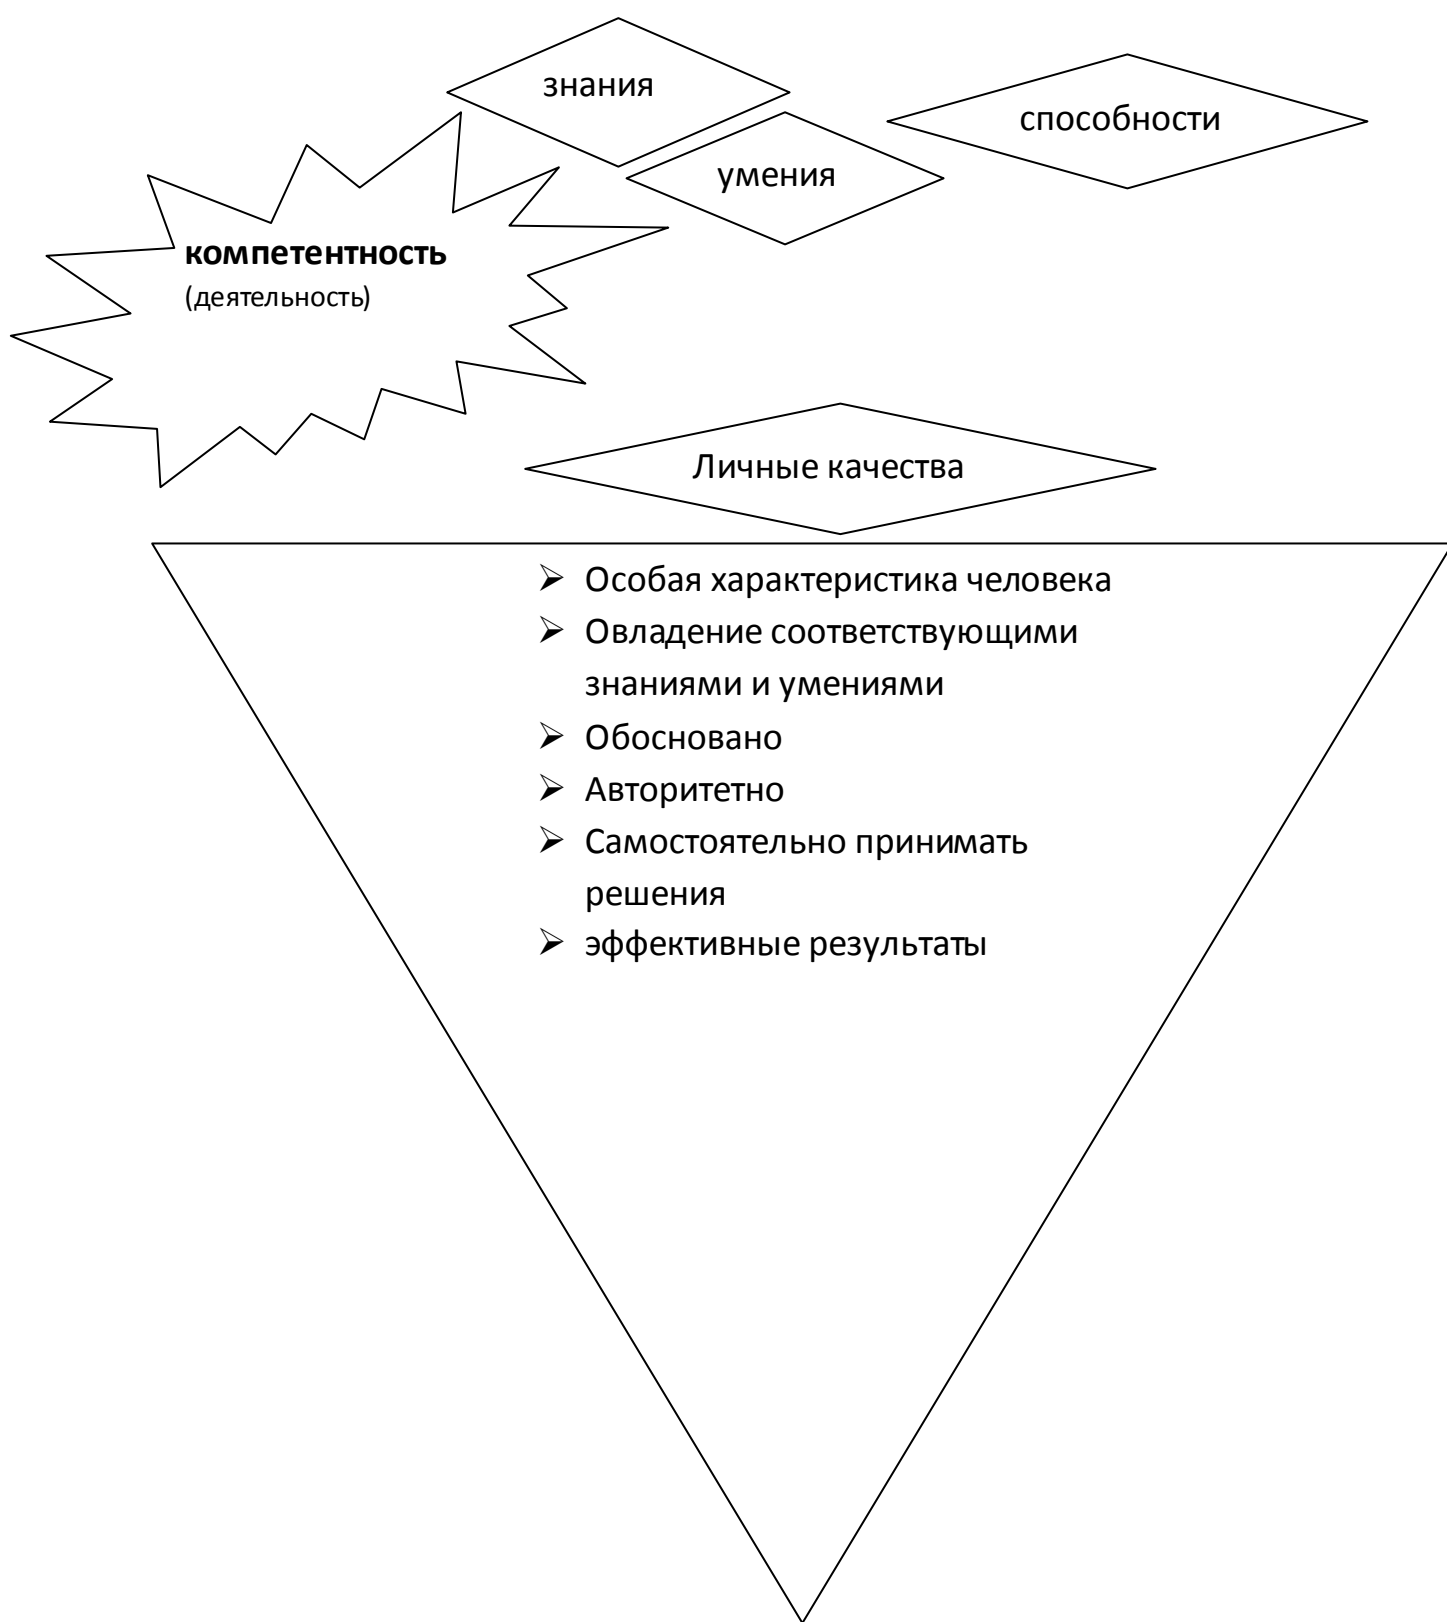 знания
способности
умения
компетентность
(деятельность)
Личные качества
Особая характеристика человека
Овладение соответствующими
знаниями и умениями
Обосновано
Авторитетно
Самостоятельно принимать
решения
эффективные результаты